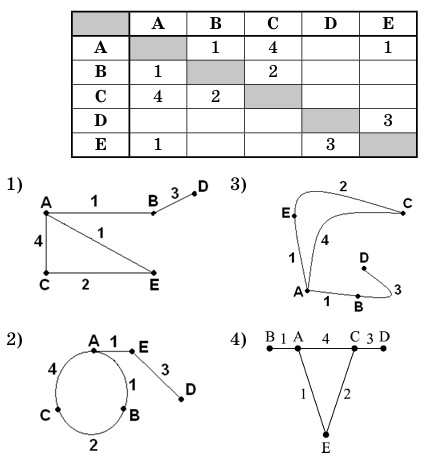 A B C D E
A 1 4 1
B 1 2
C 4 2
D 3
E 1 3
1)
A 1 B 3 D
4 1
C 2 E
3)
2 C
E 4
1 D
A 1 B 3
2)
A 1 E
4 1 3
C B D
2
4)
B 1 A 4 C 3 D
1 2
E